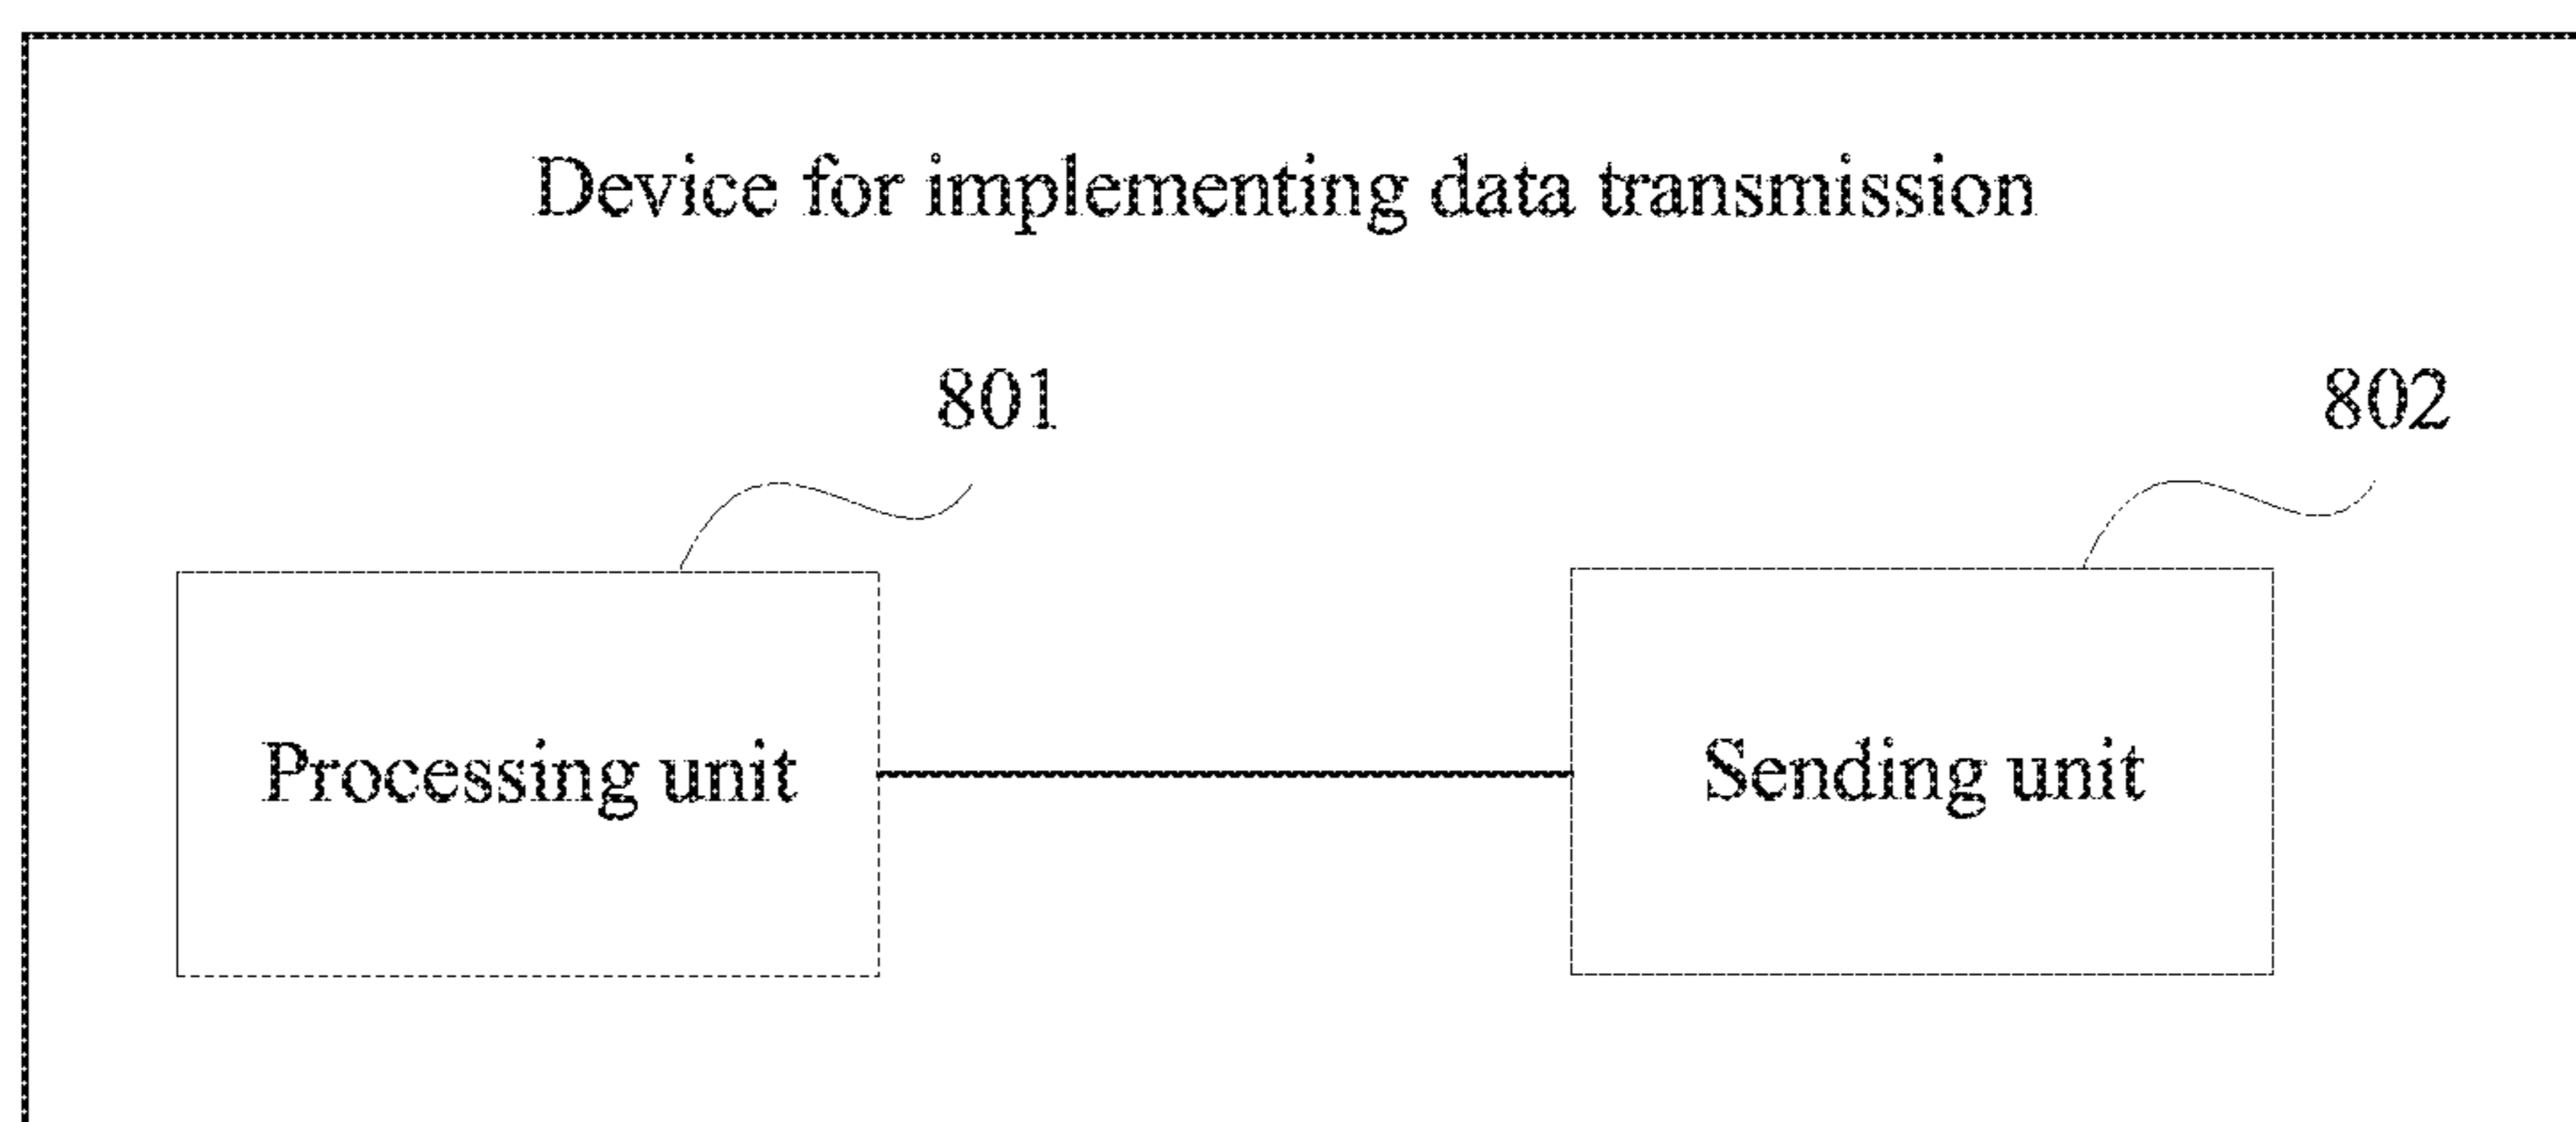 Device for implementing data transmission
801
802
Processing unit
Sending unit